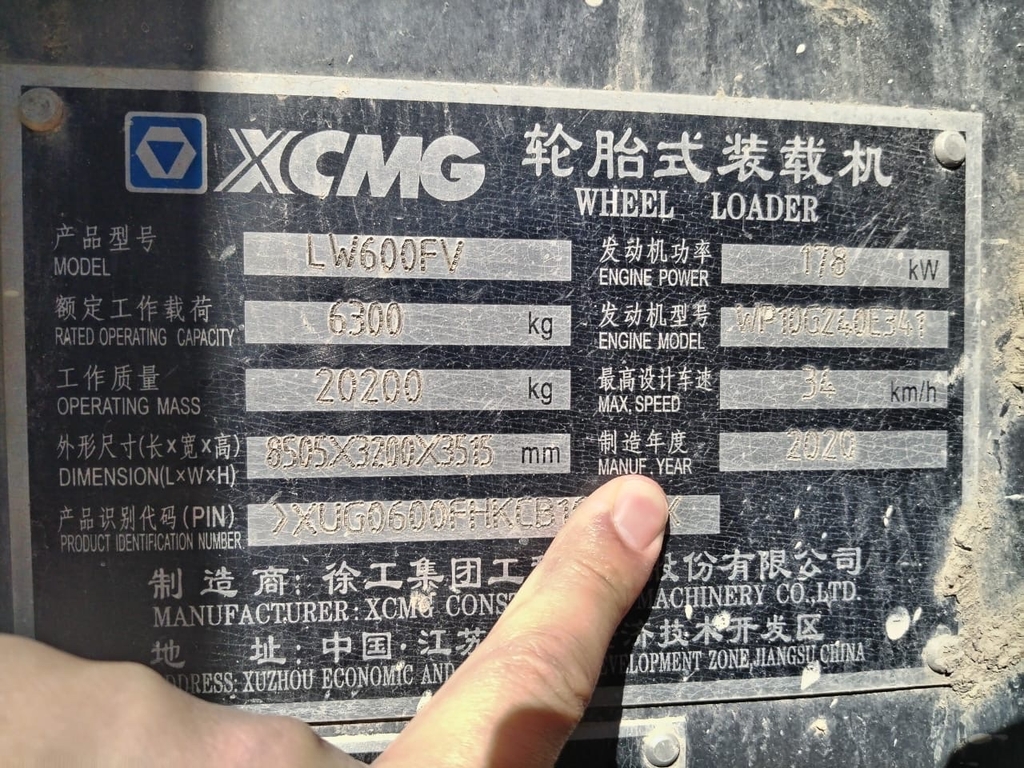 XCMG 轮胎式装载机
WHEEL LOADER
产品型号 LW600FV 发动机功率 178 kW
MODEL ENGINE POWER
额定工作载荷 6300 kg 发动机型号 WP10G240E341
RATED OPERATING CAPACITY ENGINE MODEL
工作质量 20200 kg 最高设计车速 34 km/h
OPERATING MASS MAX. SPEED
外形尺寸(长×宽×高) 8505X3200X3515 mm 制造年度 2020
DIMENSION(L×W×H) MANUF. YEAR
产品识别代码(PIN) >XUG0600FHKCB1
PRODUCT IDENTIFICATION NUMBER
制造商: 徐工集团工 股份有限公司
MANUFACTURER: XCMG CONST MACHINERY CO.,LTD.
地 址: 中国·江苏 技术开发区
ADDRESS: XUZHOU ECONOMIC AND DEVELOPMENT ZONE,JIANGSU,CHINA